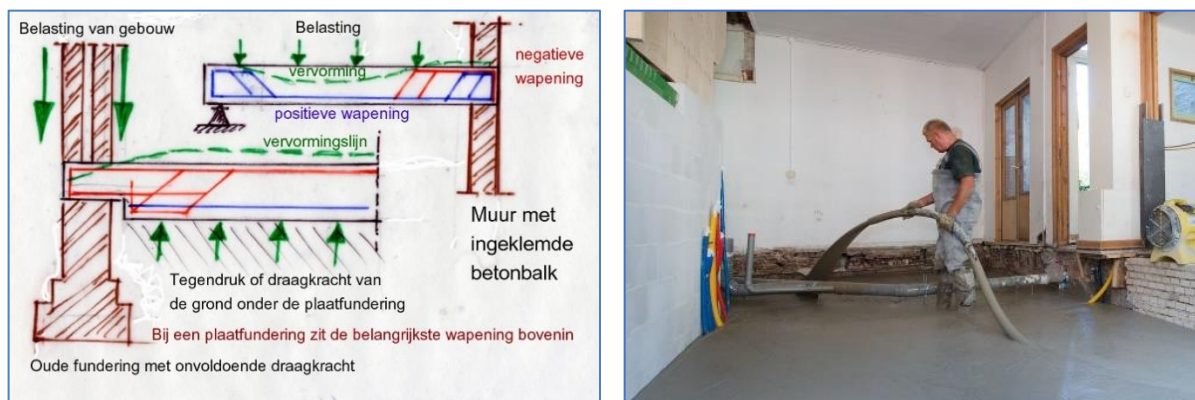 Belasting van gebouw
Belasting
negatieve
wapening
vervorming
positieve wapening
vervormingslijn
Muur met
ingeklemde
betonbalk
Tegendruk of draagkracht van
de grond onder de plaatfundering
Bij een plaatfundering zit de belangrijkste wapening bovenin
Oude fundering met onvoldoende draagkracht